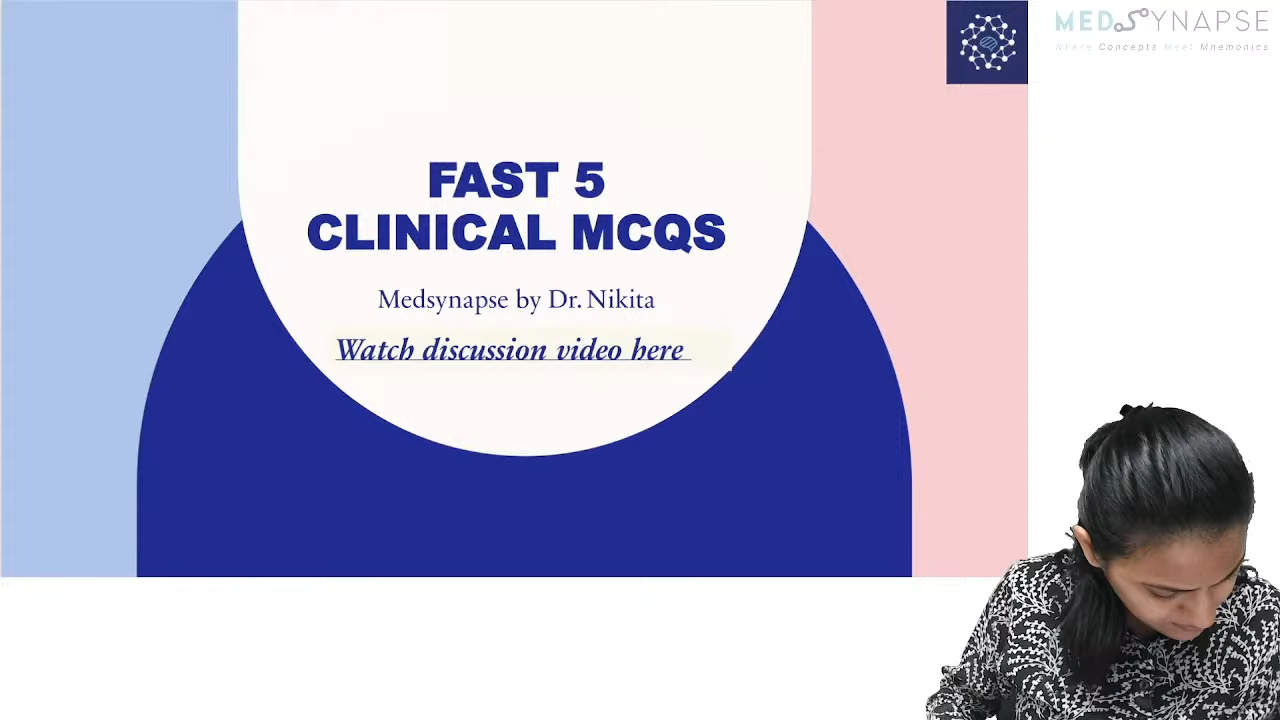 MEDSYNAPSE
Where Concepts Meet Mnemonics
FAST 5
CLINICAL MCQS
Medsynapse by Dr. Nikita
Watch discussion video here